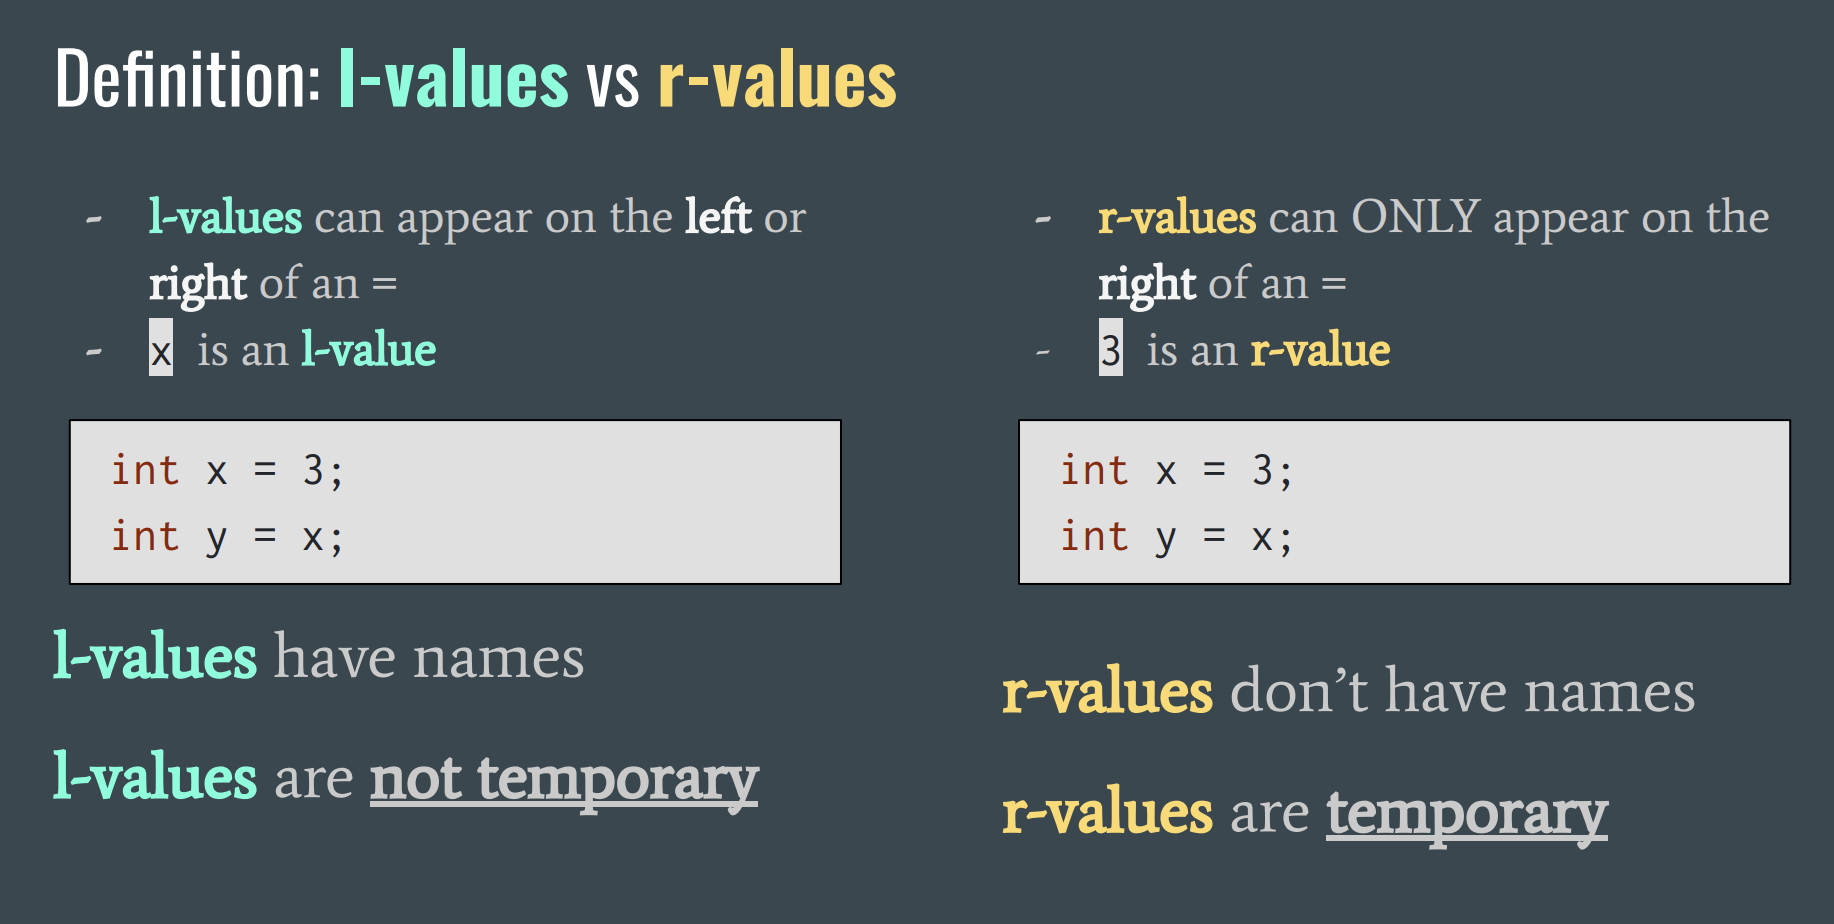 Definition: l-values vs r-values
- l-values can appear on the left or
right of an =
- x is an l-value
int x = 3;
int y = x;
l-values have names
l-values are not temporary
- r-values can ONLY appear on the
right of an =
- 3 is an r-value
int x = 3;
int y = x;
r-values don’t have names
r-values are temporary